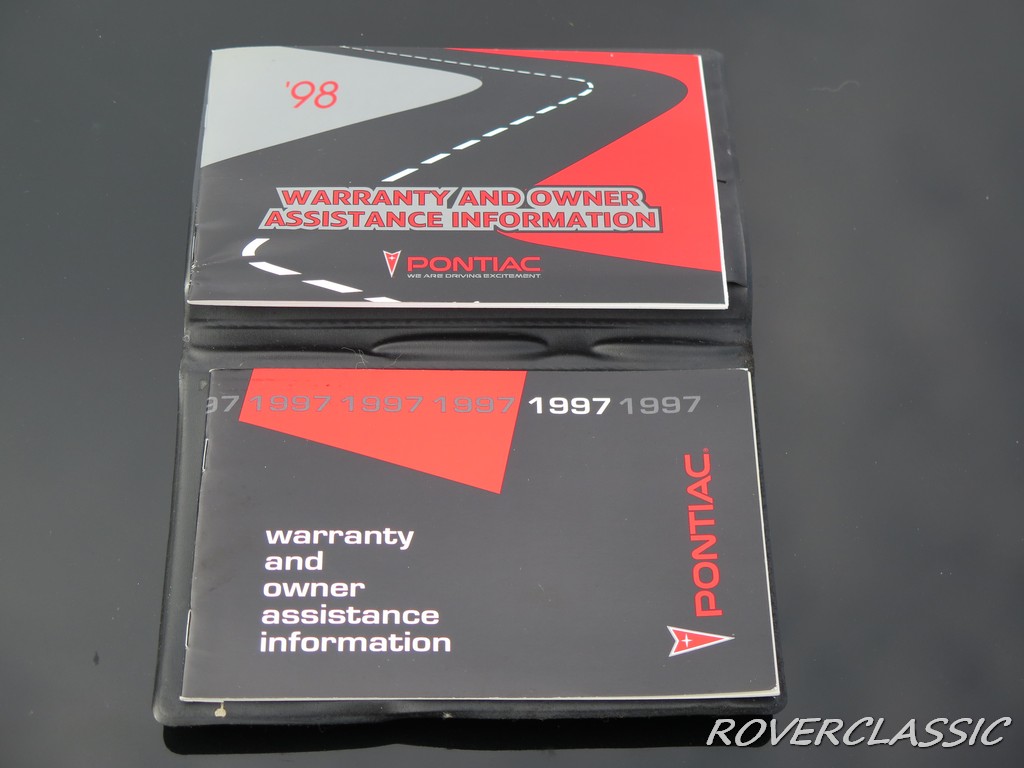 '98
WARRANTY AND OWNER
ASSISTANCE INFORMATION
PONTIAC
WE ARE DRIVING EXCITEMENT
97 1997 1997 1997 1997 1997
warranty
and
owner
assistance
information
PONTIAC.
ROVERCLASSIC